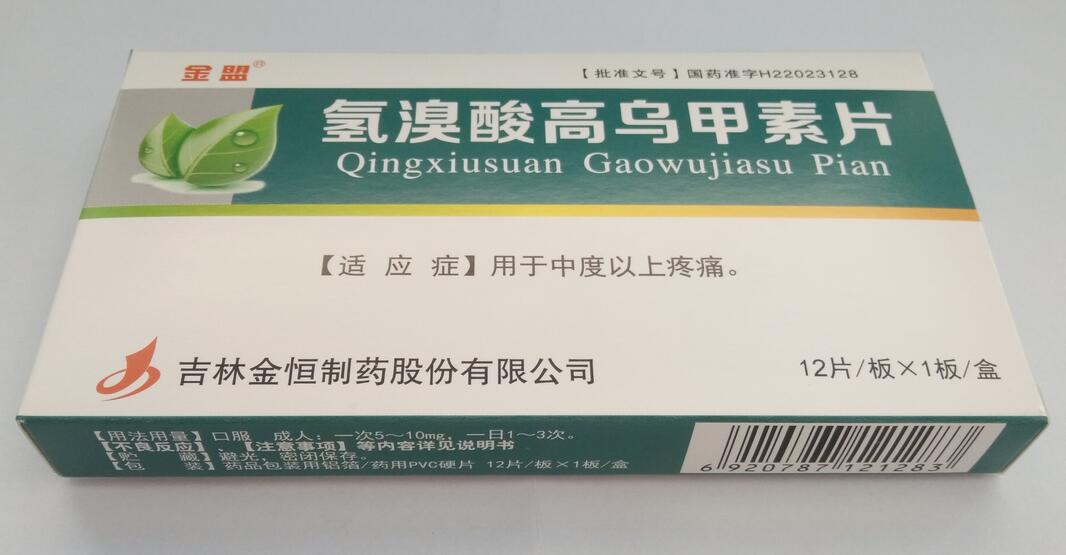 金盟®
【批准文号】国药准字H22023128
氢溴酸高乌甲素片
Qingxiusuan Gaowujiasu Pian
【适 应 症】用于中度以上疼痛。
吉林金恒制药股份有限公司
12片/板×1板/盒
【用法用量】口服 成人:一次5~10mg,一日1~3次。
【不良反应】、【注意事项】等内容详见说明书
【贮 藏】避光,密闭保存。
【包 装】药品包装用铝箔/药用PVC硬片 12片/板×1板/盒
6 920787 121283